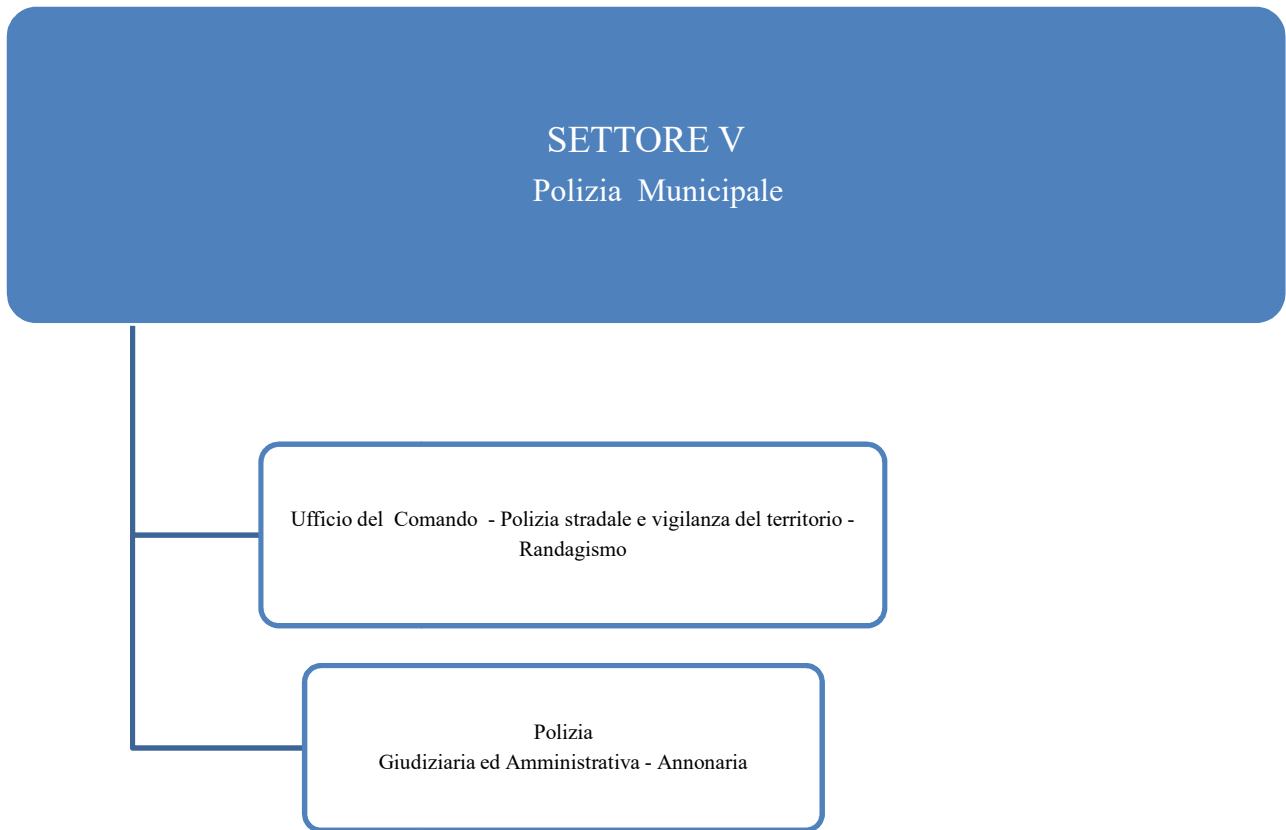 SETTORE V
Polizia Municipale
Ufficio del Comando - Polizia stradale e vigilanza del territorio -
Randagismo
Polizia
Giudiziaria ed Amministrativa - Annonaria